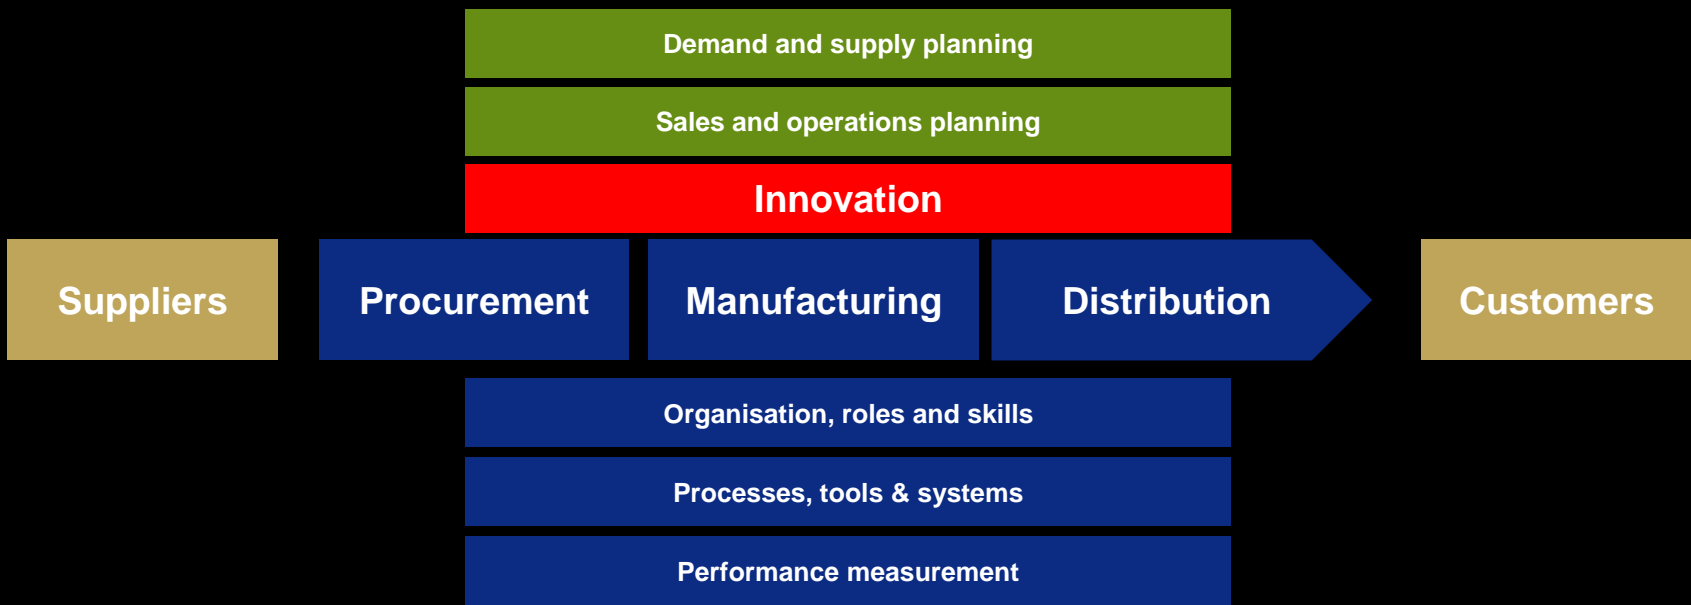 Demand and supply planning
Sales and operations planning
Innovation
Suppliers
Procurement
Manufacturing
Distribution
Customers
Organisation, roles and skills
Processes, tools & systems
Performance measurement